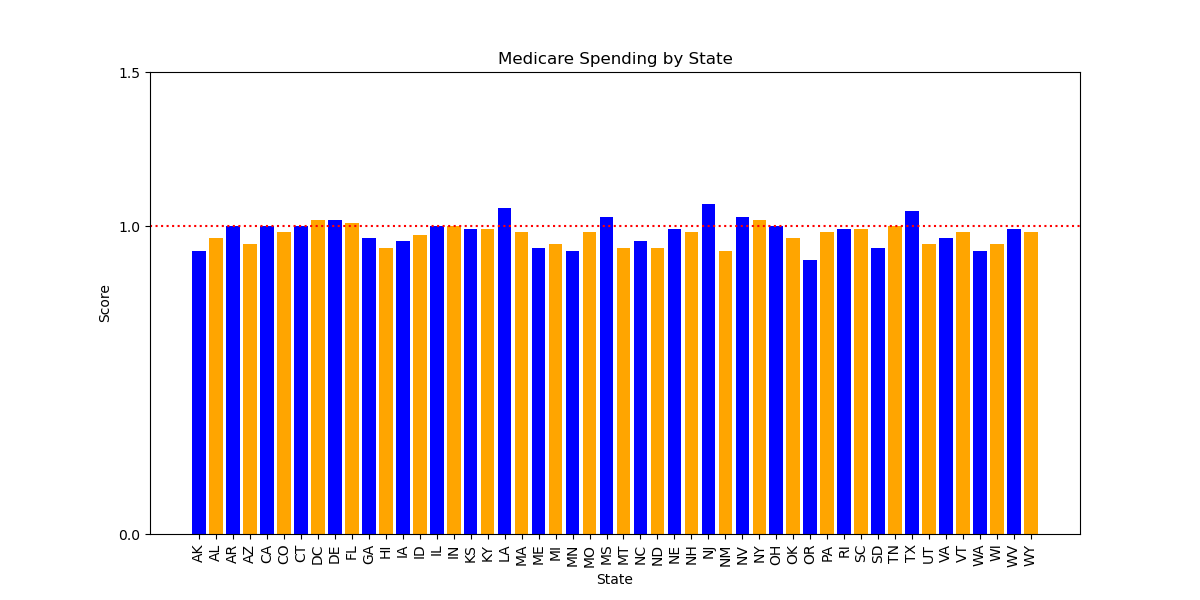 Medicare Spending by State
1.5
1.0
0.0
Score
AK AL AR AZ CA CO CT DC DE FL GA HI IA ID IL IN KS KY LA MA ME MI MN MO MS MT NC ND NE NH NJ NM NV NY OH OK OR PA RI SC SD TN TX UT VA VT WA WI WV WY
State